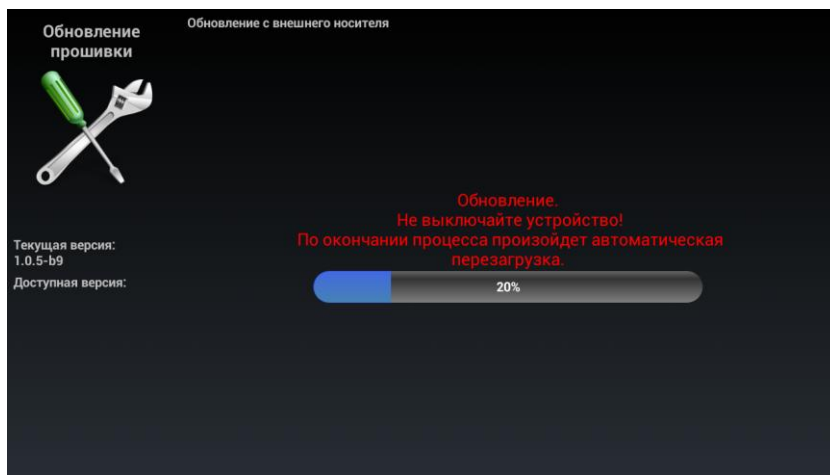 Обновление
прошивки
Обновление с внешнего носителя
Обновление.
Не выключайте устройство!
По окончании процесса произойдет автоматическая
перезагрузка.
Текущая версия:
1.0.5-b9
Доступная версия:
20%